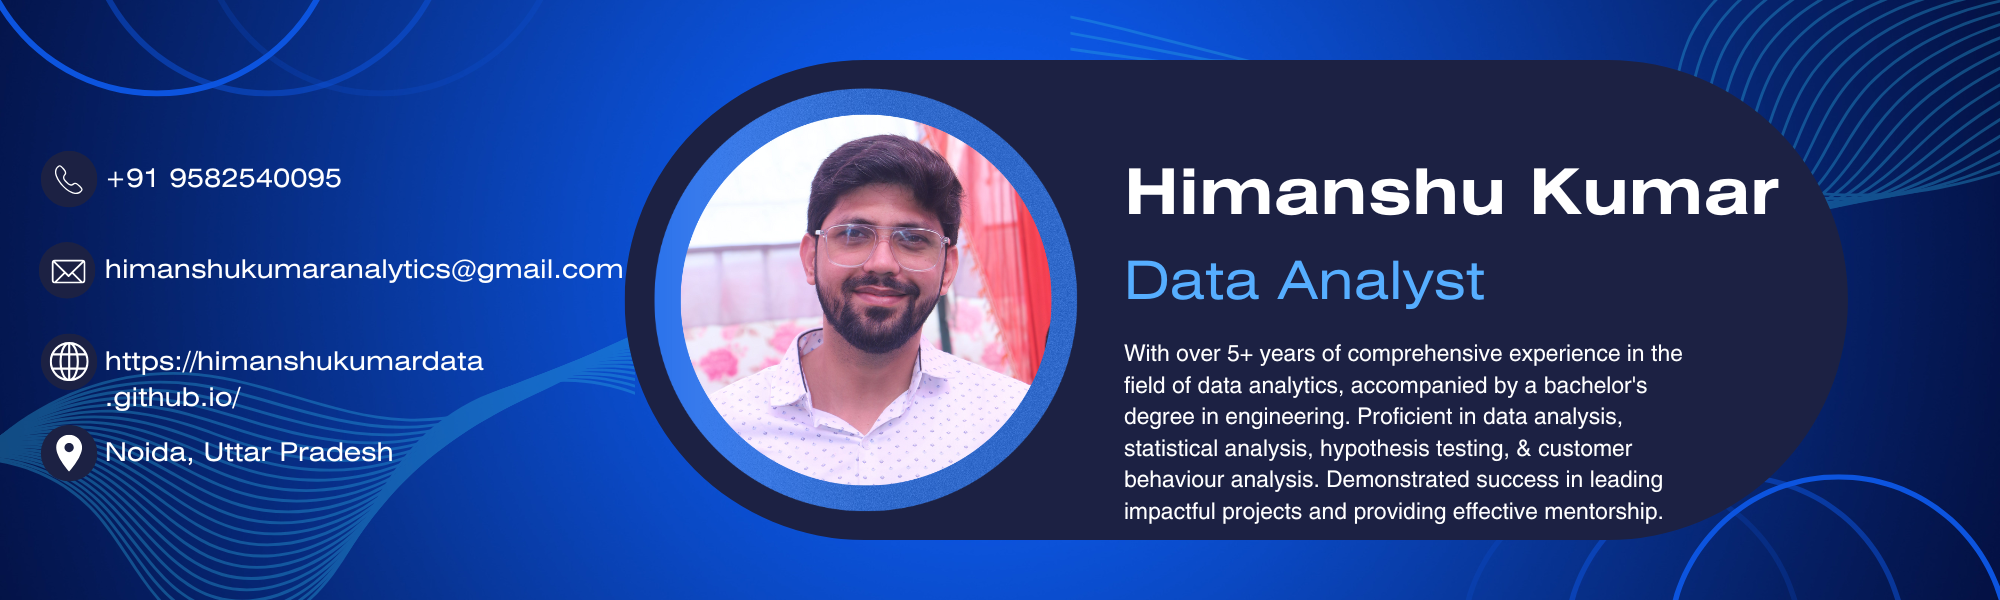 +91 9582540095
himanshukumaranalytics@gmail.com
https://himanshukumardata
.github.io/
Noida, Uttar Pradesh
Himanshu Kumar
Data Analyst
With over 5+ years of comprehensive experience in the
field of data analytics, accompanied by a bachelor's
degree in engineering. Proficient in data analysis,
statistical analysis, hypothesis testing, & customer
behaviour analysis. Demonstrated success in leading
impactful projects and providing effective mentorship.